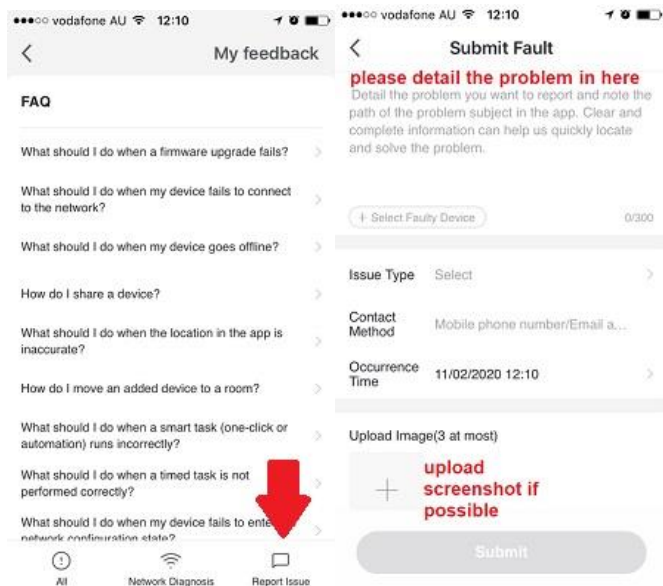 vodafone AU 12:10
My feedback
FAQ
What should I do when a firmware upgrade fails?
What should I do when my device fails to connect
to the network?
What should I do when my device goes offline?
How do I share a device?
What should I do when the location in the app is
inaccurate?
How do I move an added device to a room?
What should I do when a smart task (one-click or
automation) runs incorrectly?
What should I do when a timed task is not
performed correctly?
What should I do when my device fails to enter
network configuration state?
All
Network Diagnosis
Report Issue
vodafone AU 12:10
Submit Fault
please detail the problem in here
Detail the problem you want to report and note the
path of the problem subject in the app. Clear and
complete information can help us quickly locate
and solve the problem.
+ Select Faulty Device
0/300
Issue Type Select
Contact
Method
Mobile phone number/Email a...
Occurrence
Time
11/02/2020 12:10
Upload Image(3 at most)
upload
screenshot if
possible
Submit